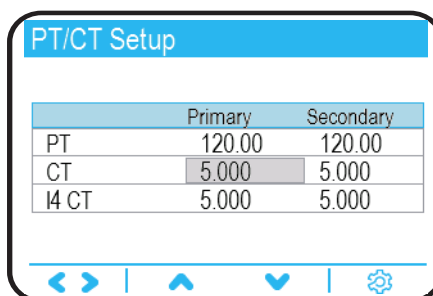 PT/CT Setup
Primary Secondary
PT 120.00 120.00
CT 5.000 5.000
I4 CT 5.000 5.000